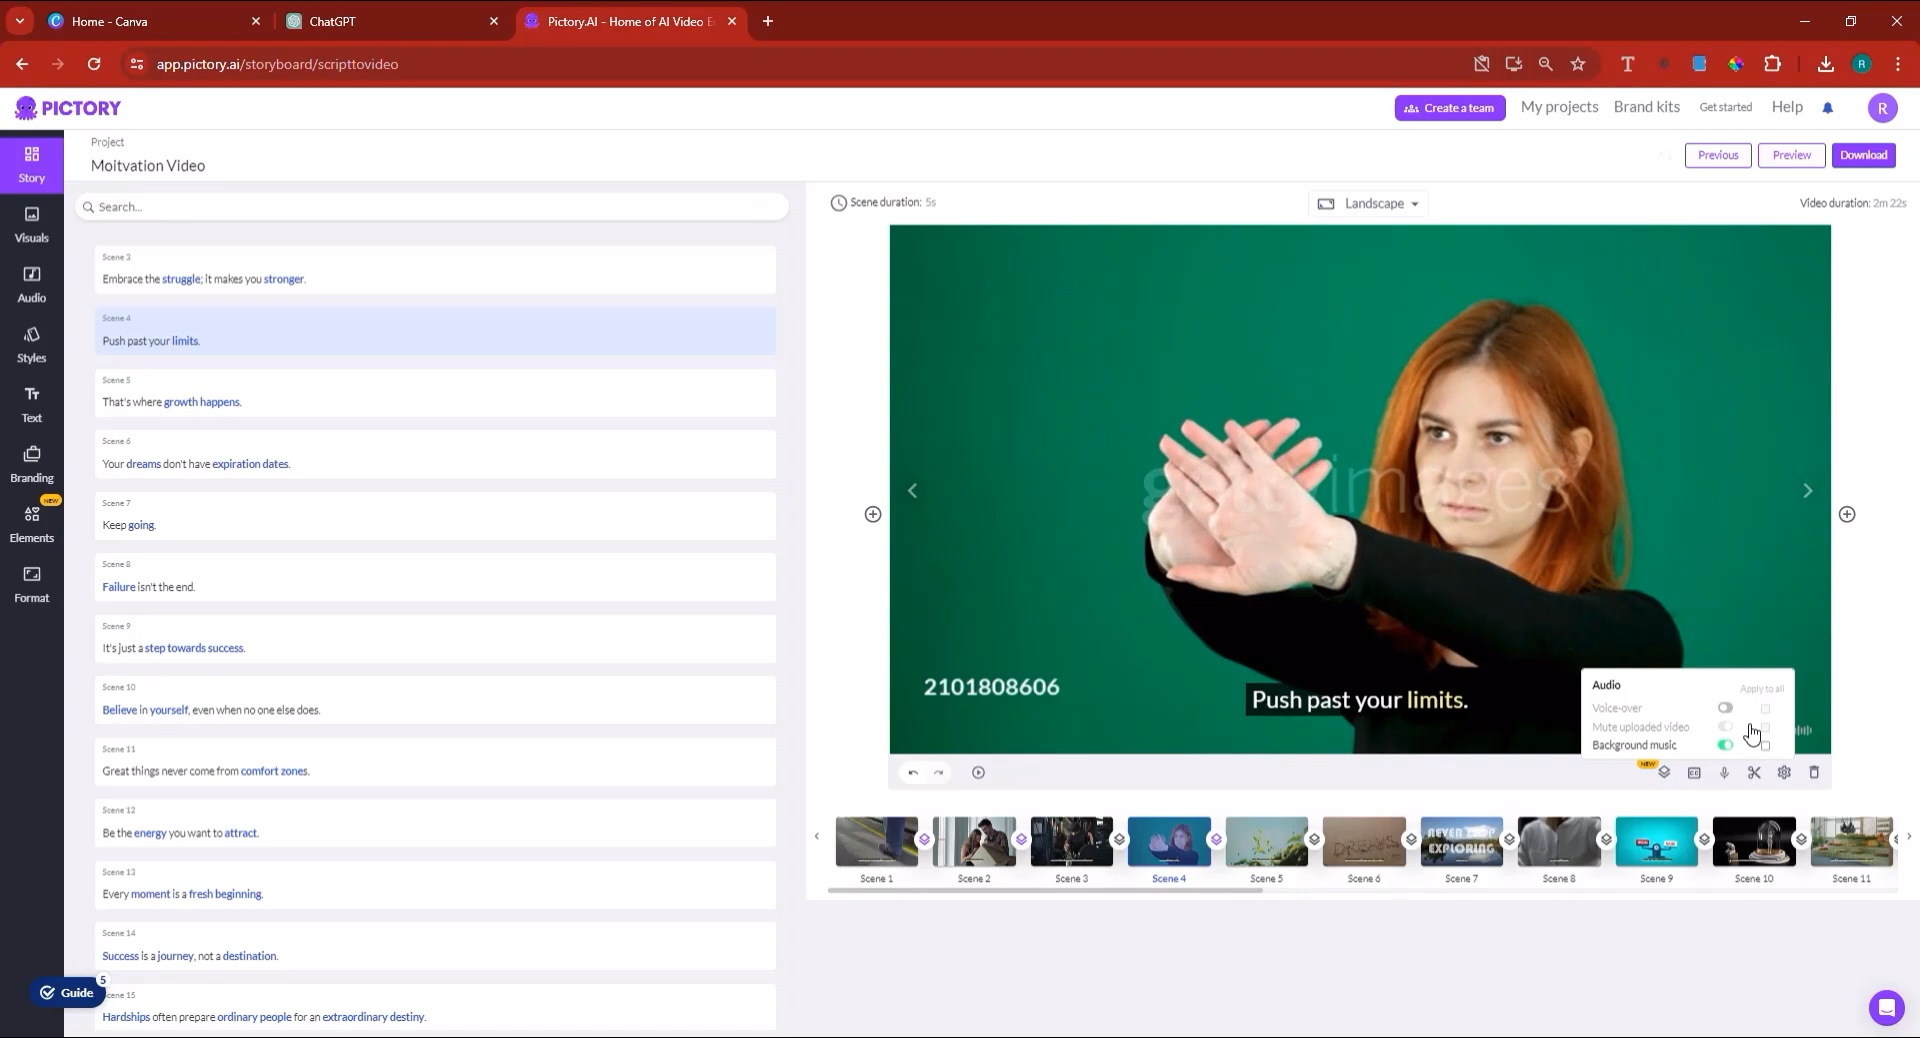 Home - Canva
ChatGPT
Pictory.AI - Home of AI Video E
app.pictory.ai/storyboard/scripttovideo
T
R
PICTORY
Create a team
My projects
Brand kits
Get started
Help
R
Project
Moitvation Video
Previous
Preview
Download
Story
Visuals
Audio
Styles
Text
Branding
NEW
Elements
Format
Search...
Scene 3
Embrace the struggle; it makes you stronger.
Scene 4
Push past your limits.
Scene 5
That's where growth happens.
Scene 6
Your dreams don't have expiration dates.
Scene 7
Keep going.
Scene 8
Failure isn't the end.
Scene 9
It's just a step towards success.
Scene 10
Believe in yourself, even when no one else does.
Scene 11
Great things never come from comfort zones.
Scene 12
Be the energy you want to attract.
Scene 13
Every moment is a fresh beginning.
Scene 14
Success is a journey, not a destination.
Scene 15
Hardships often prepare ordinary people for an extraordinary destiny.
Guide
5
Scene duration: 5s
Landscape
Video duration: 2m 22s
gettyimages
2101808606
Push past your limits.
Audio
Apply to all
Voice-over
Mute uploaded video
Background music
NEW
NEVER STOP
EXPLORING
DREAMS
Scene 1
Scene 2
Scene 3
Scene 4
Scene 5
Scene 6
Scene 7
Scene 8
Scene 9
Scene 10
Scene 11